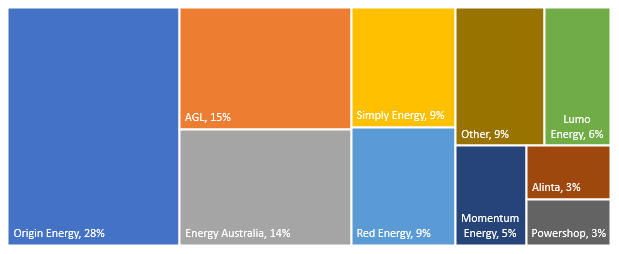 Origin Energy, 28%
AGL, 15%
Energy Australia, 14%
Simply Energy, 9%
Red Energy, 9%
Other, 9%
Lumo
Energy, 6%
Momentum
Energy, 5%
Alinta, 3%
Powershop, 3%